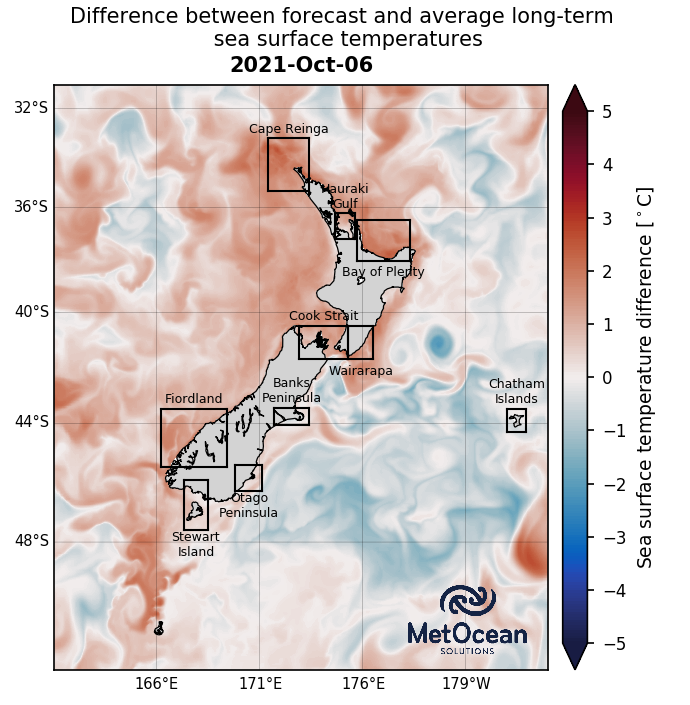 Difference between forecast and average long-term
sea surface temperatures
2021-Oct-06
32°S
36°S
40°S
44°S
48°S
Cape Reinga
Hauraki
Gulf
Bay of Plenty
Cook Strait
Wairarapa
Banks
Peninsula
Chatham
Islands
Fiordland
Otago
Peninsula
Stewart
Island
MetOcean
SOLUTIONS
166°E
171°E
176°E
179°W
5
4
3
2
1
0
−1
−2
−3
−4
−5
Sea surface temperature difference [°C]